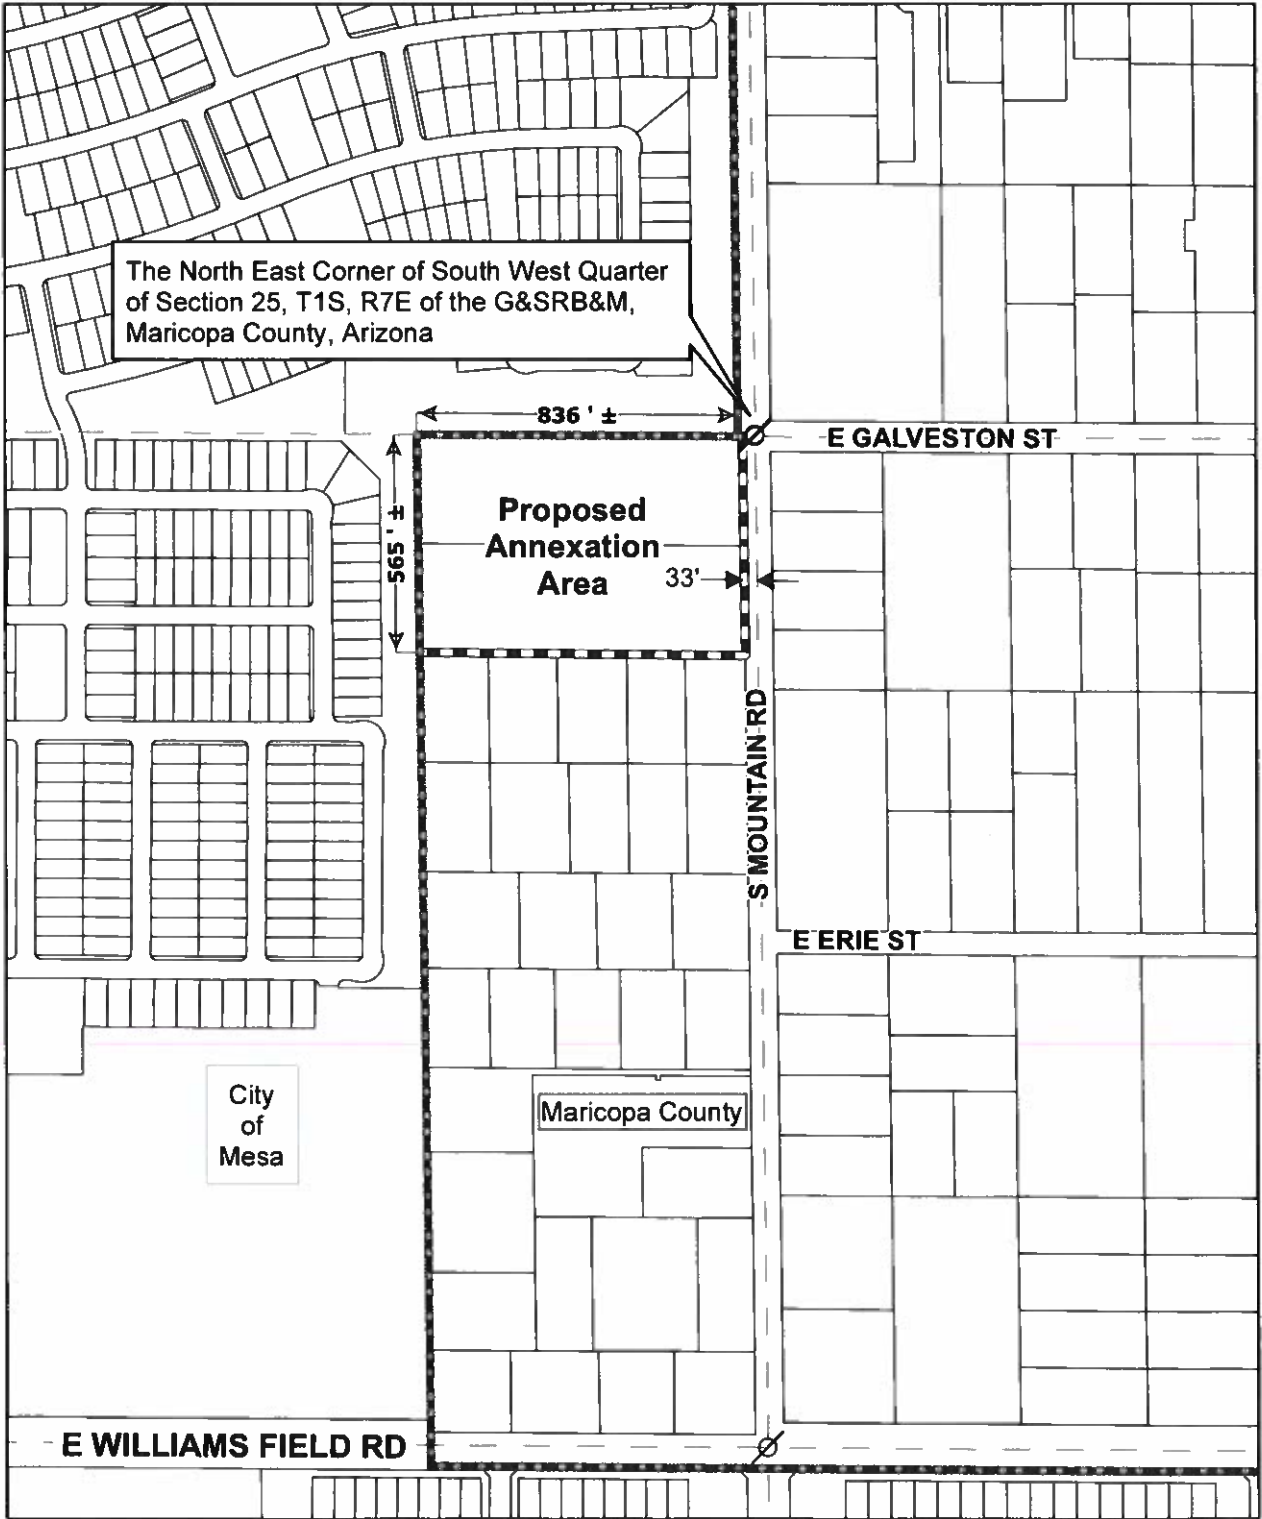 The North East Corner of South West Quarter
of Section 25, T1S, R7E of the G&SRB&M,
Maricopa County, Arizona
836 ' ±
E GALVESTON ST
565 ' ±
Proposed
Annexation
Area
33'
S MOUNTAIN RD
E ERIE ST
City
of
Mesa
Maricopa County
E WILLIAMS FIELD RD